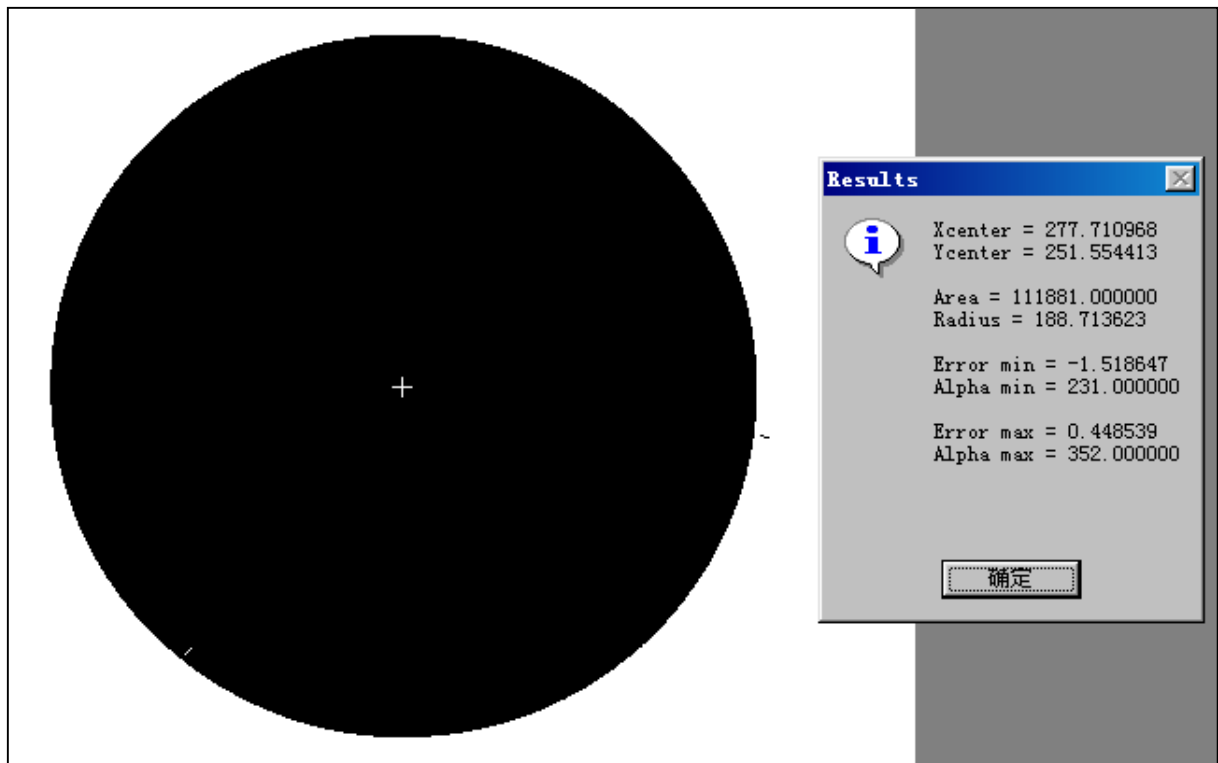 Results
Xcenter = 277.710968
Ycenter = 251.554413
Area = 111881.000000
Radius = 188.713623
Error min = -1.518647
Alpha min = 231.000000
Error max = 0.448539
Alpha max = 352.000000
确定